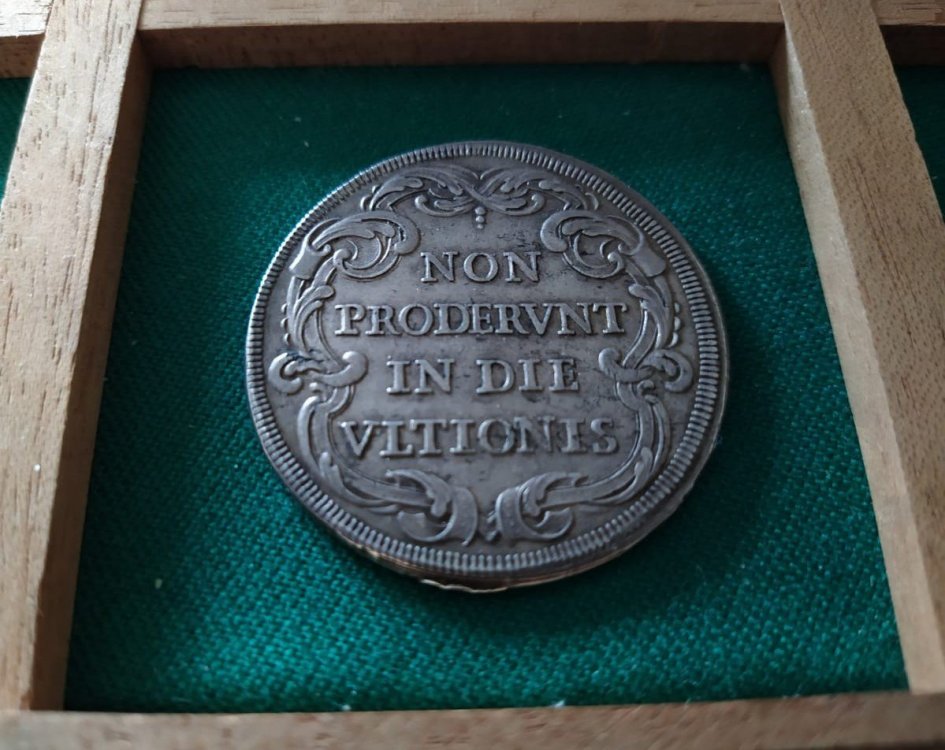 NON
PRODERVNT
IN DIE
VLTIONIS